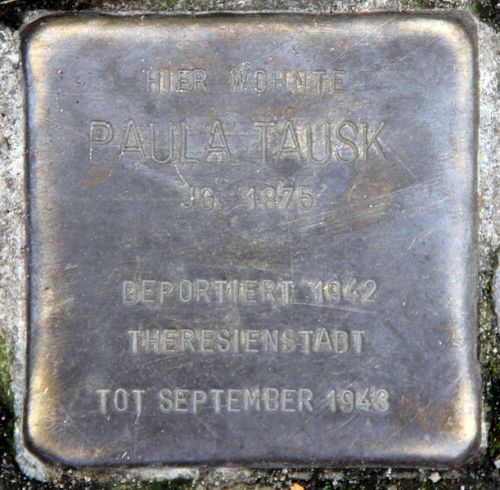 HIER WOHNTE
PAULA TAUSK
JG. 1875
DEPORTIERT 1942
THERESIENSTADT
TOT SEPTEMBER 1943